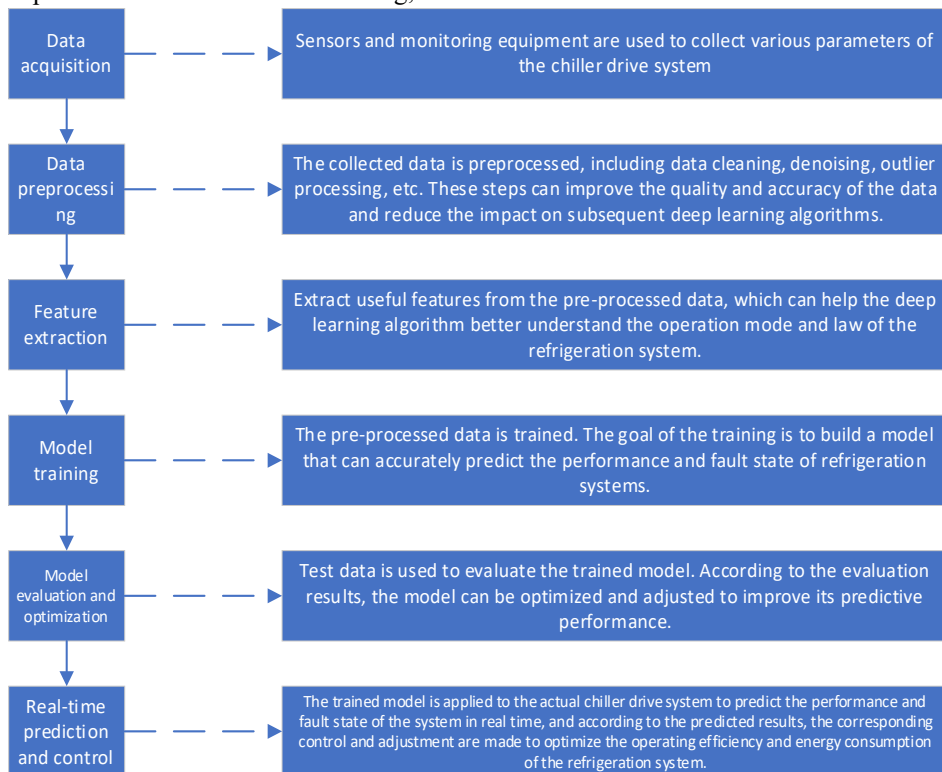 Data
acquisition
Sensors and monitoring equipment are used to collect various parameters of
the chiller drive system
Data
preprocessi
ng
The collected data is preprocessed, including data cleaning, denoising, outlier
processing, etc. These steps can improve the quality and accuracy of the data
and reduce the impact on subsequent deep learning algorithms.
Feature
extraction
Extract useful features from the pre-processed data, which can help the deep
learning algorithm better understand the operation mode and law of the
refrigeration system.
Model
training
The pre-processed data is trained. The goal of the training is to build a model
that can accurately predict the performance and fault state of refrigeration
systems.
Model
evaluation and
optimization
Test data is used to evaluate the trained model. According to the evaluation
results, the model can be optimized and adjusted to improve its predictive
performance.
Real-time
prediction
and control
The trained model is applied to the actual chiller drive system to predict the performance and
fault state of the system in real time, and according to the predicted results, the corresponding
control and adjustment are made to optimize the operating efficiency and energy consumption
of the refrigeration system.